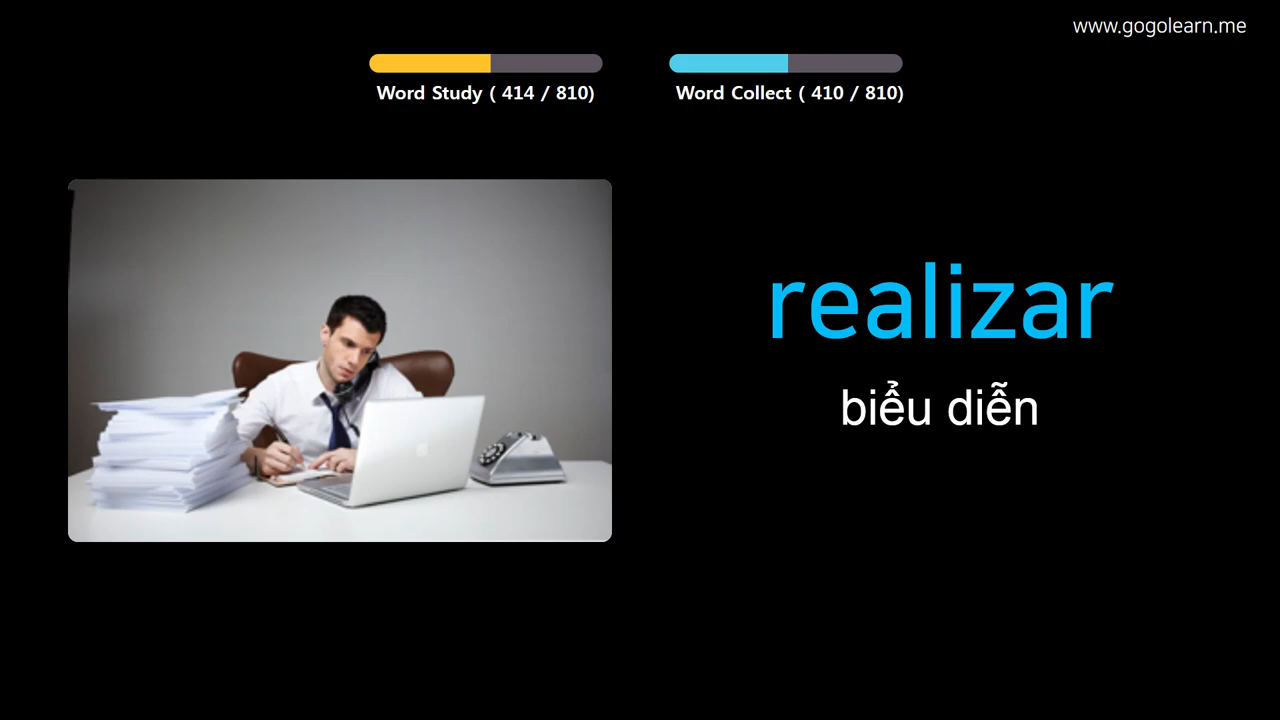 www.gogolearn.me
Word Study ( 414 / 810)
Word Collect ( 410 / 810)
realizar
biểu diễn